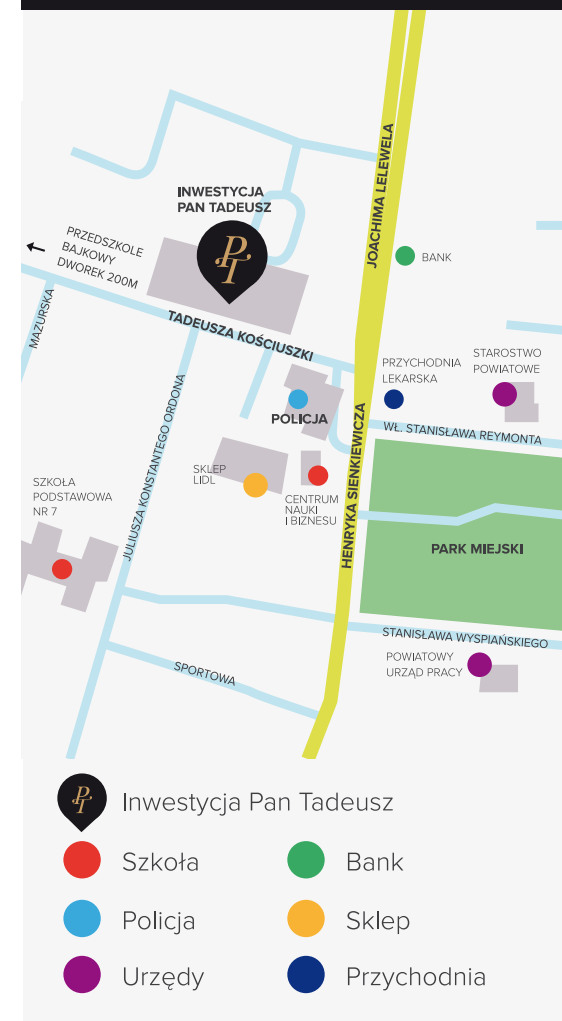 JOACHIMA LELEWELA
INWESTYCJA
PAN TADEUSZ
PT
PRZEDSZKOLE
BAJKOWY
DWOREK 200M
BANK
MAZURSKA
TADEUSZA KOŚCIUSZKI
PRZYCHODNIA
LEKARSKA
STAROSTWO
POWIATOWE
POLICJA
WŁ. STANISŁAWA REYMONTA
JULIUSZA KONSTANTEGO ORDONA
HENRYKA SIENKIEWICZA
SKLEP
LIDL
SZKOŁA
PODSTAWOWA
NR 7
CENTRUM
NAUKI
I BIZNESU
PARK MIEJSKI
STANISŁAWA WYSPIAŃSKIEGO
POWIATOWY
URZĄD PRACY
SPORTOWA
PT
Inwestycja Pan Tadeusz
Szkoła
Bank
Policja
Sklep
Urzędy
Przychodnia